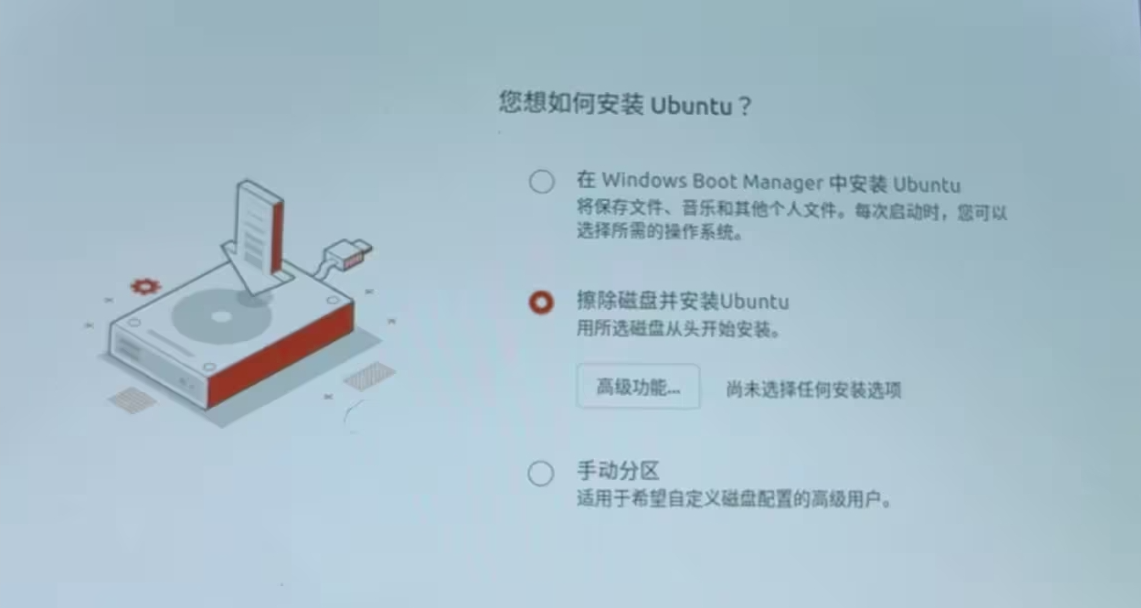 您想如何安装 Ubuntu？
在 Windows Boot Manager 中安装 Ubuntu
将保存文件、音乐和其他个人文件。每次启动时，您可以
选择所需的操作系统。
擦除磁盘并安装Ubuntu
用所选磁盘从头开始安装。
高级功能... 尚未选择任何安装选项
手动分区
适用于希望自定义磁盘配置的高级用户。